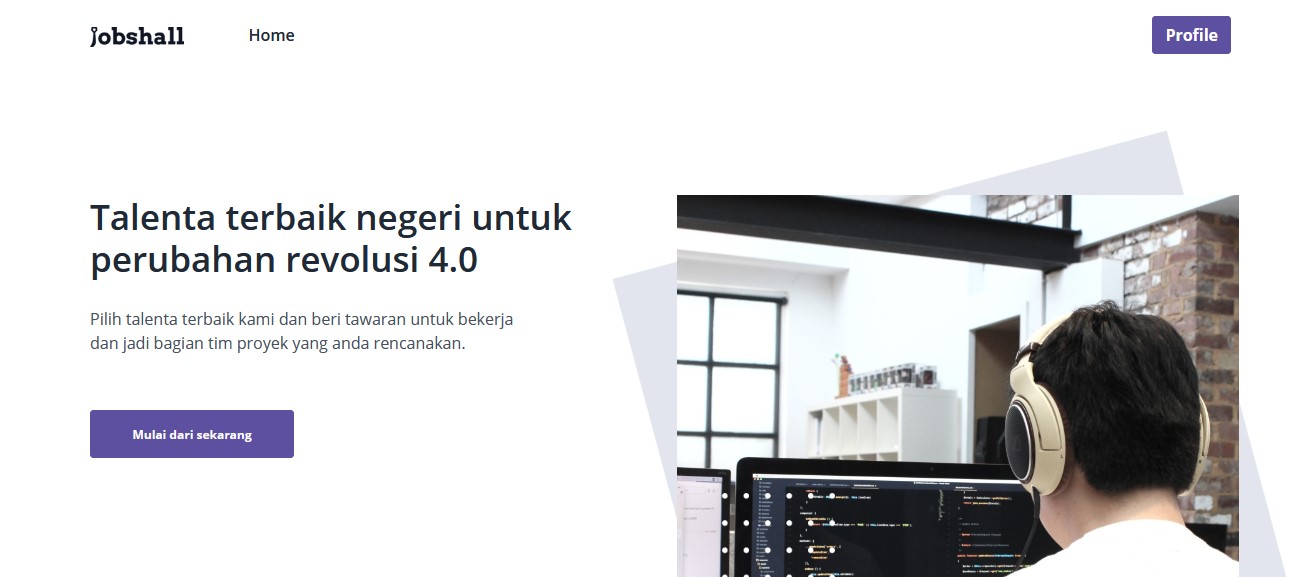 jobshall
Home
Profile
Talenta terbaik negeri untuk
perubahan revolusi 4.0
Pilih talenta terbaik kami dan beri tawaran untuk bekerja
dan jadi bagian tim proyek yang anda rencanakan.
Mulai dari sekarang